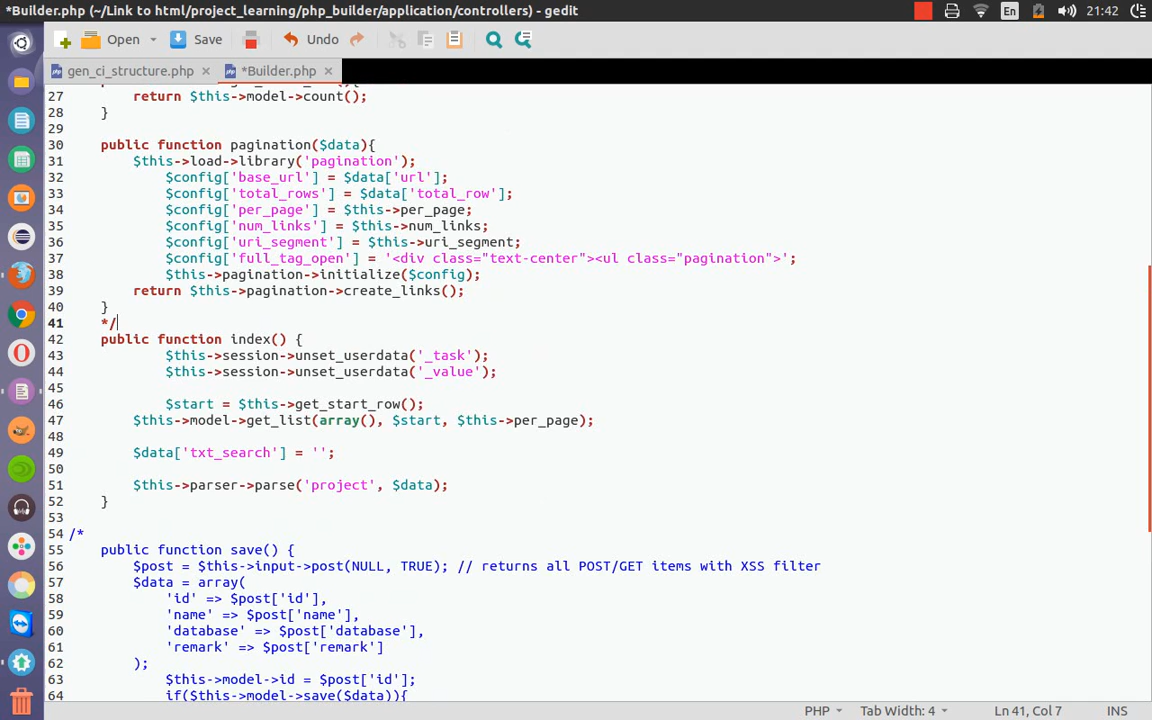 *Builder.php (~/Link to html/project_learning/php_builder/application/controllers) - gedit
En
21:42
Open
Save
Undo
gen_ci_structure.php
*Builder.php
27 return $this->model->count();
28 }
29
30 public function pagination($data){
31 $this->load->library('pagination');
32 $config['base_url'] = $data['url'];
33 $config['total_rows'] = $data['total_row'];
34 $config['per_page'] = $this->per_page;
35 $config['num_links'] = $this->num_links;
36 $config['uri_segment'] = $this->uri_segment;
37 $config['full_tag_open'] = '<div class="text-center"><ul class="pagination">';
38 $this->pagination->initialize($config);
39 return $this->pagination->create_links();
40 }
41 */
42 public function index() {
43 $this->session->unset_userdata('_task');
44 $this->session->unset_userdata('_value');
45
46 $start = $this->get_start_row();
47 $this->model->get_list(array(), $start, $this->per_page);
48
49 $data['txt_search'] = '';
50
51 $this->parser->parse('project', $data);
52 }
53
54 /*
55 public function save() {
56 $post = $this->input->post(NULL, TRUE); // returns all POST/GET items with XSS filter
57 $data = array(
58 'id' => $post['id'],
59 'name' => $post['name'],
60 'database' => $post['database'],
61 'remark' => $post['remark']
62 );
63 $this->model->id = $post['id'];
64 if($this->model->save($data)){
PHP
Tab Width: 4
Ln 41, Col 7
INS